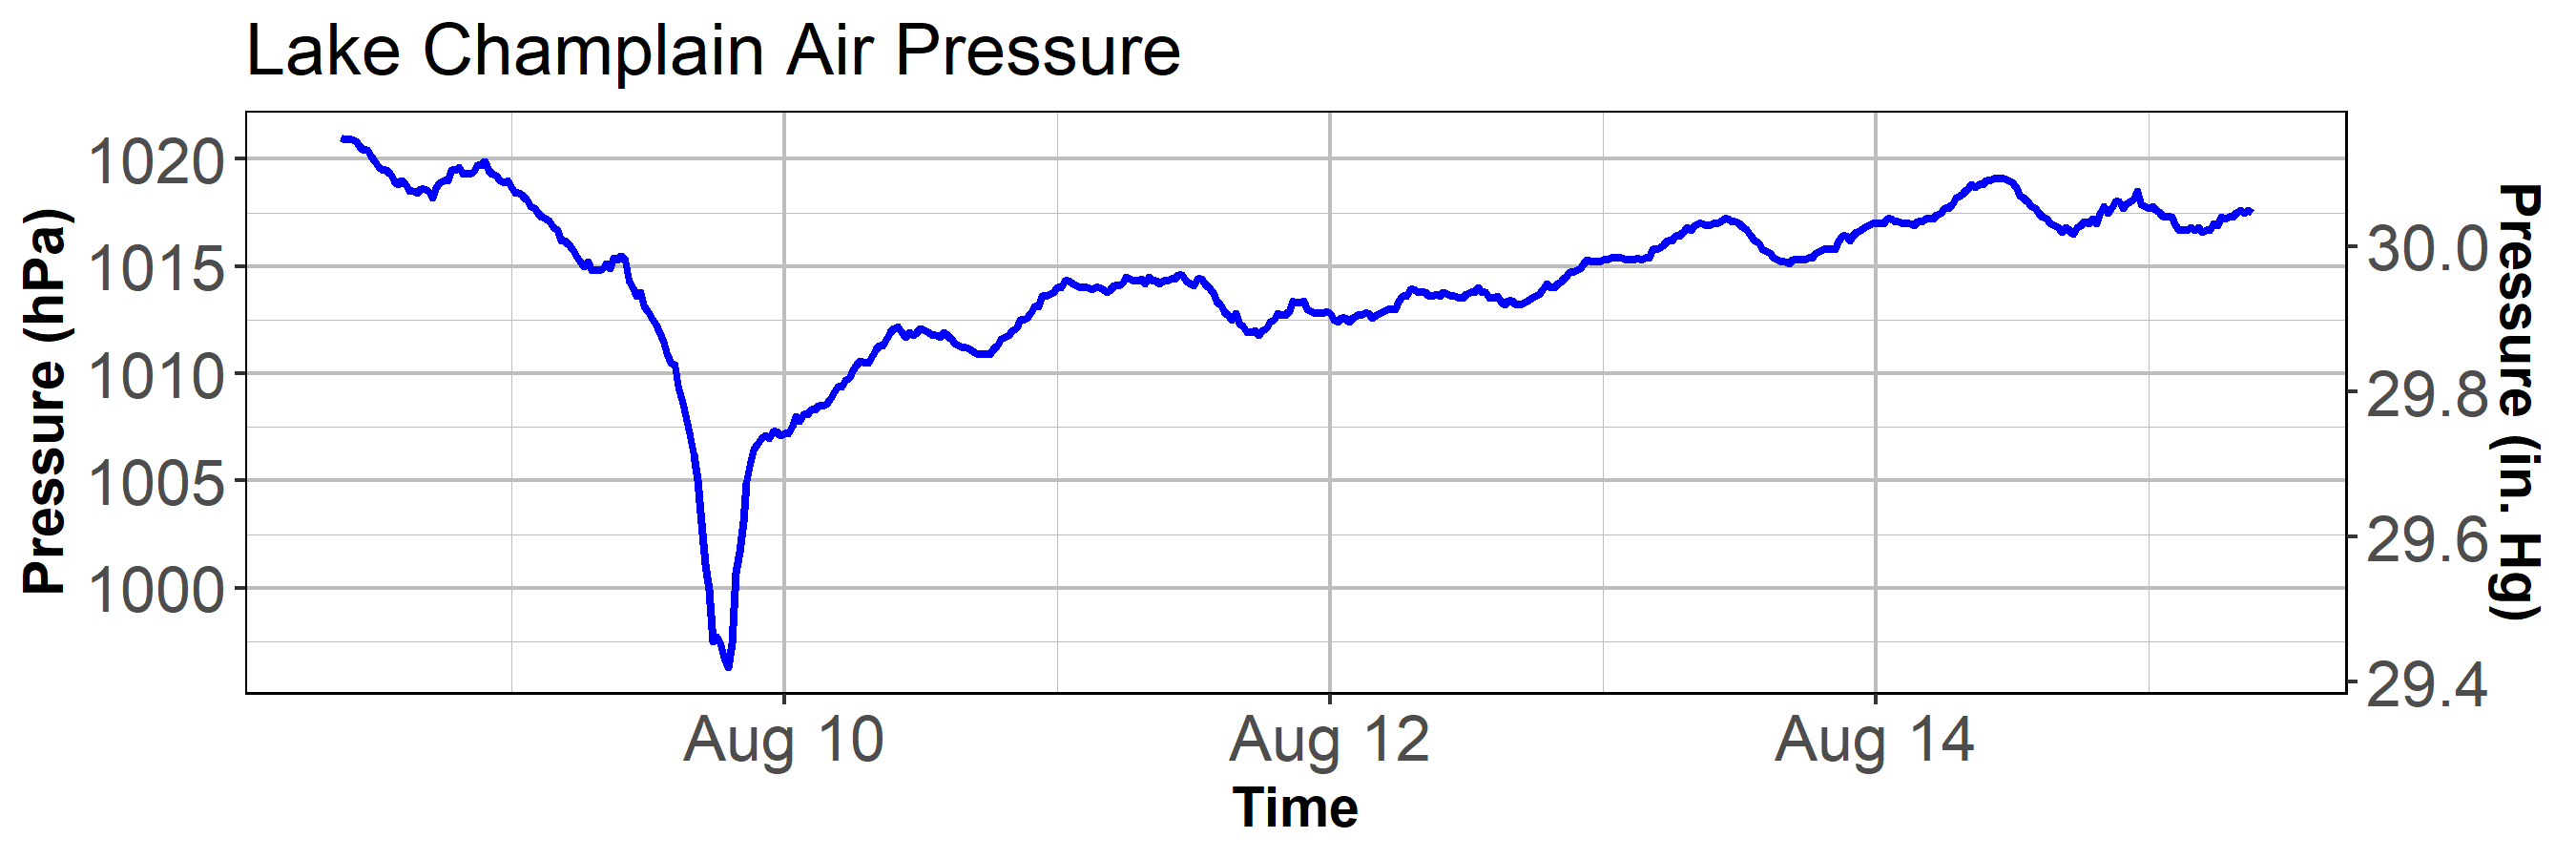 Lake Champlain Air Pressure
Pressure (hPa)
1020
1015
1010
1005
1000
30.0
29.8
29.6
29.4
Pressure (in. Hg)
Aug 10
Aug 12
Aug 14
Time